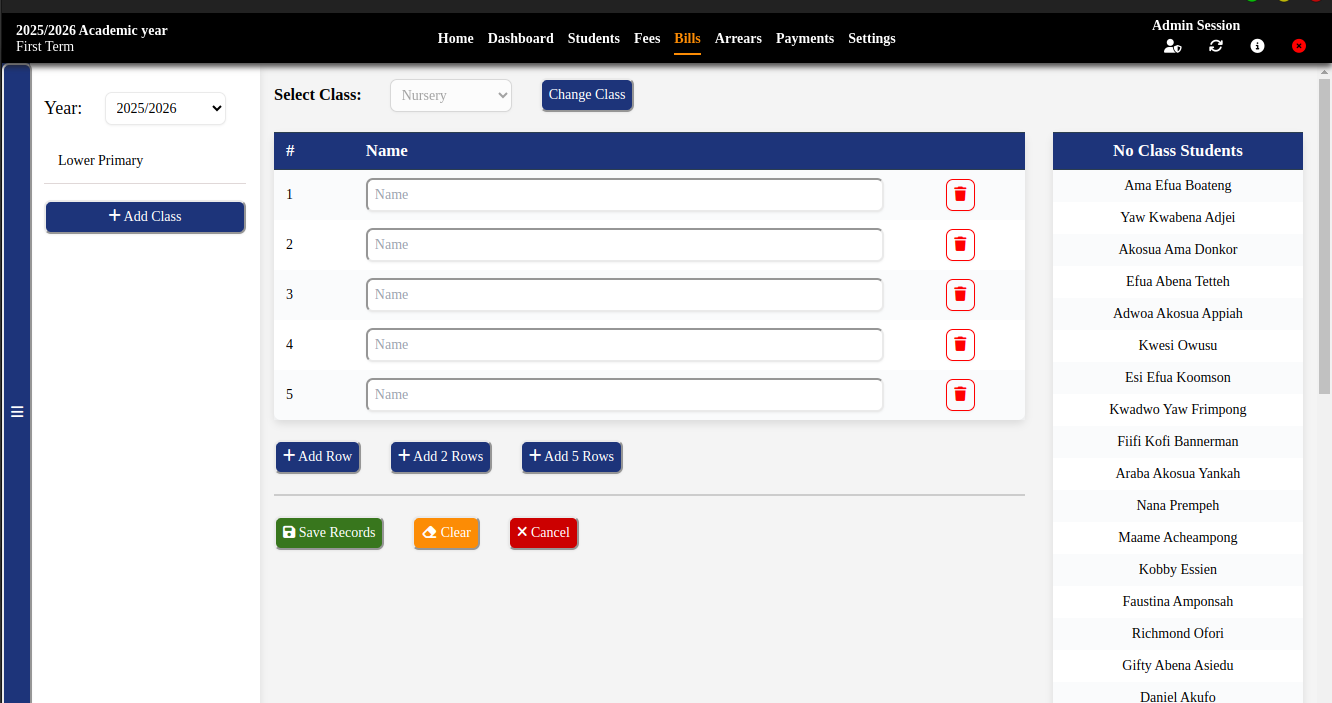 2025/2026 Academic year
First Term
Home Dashboard Students Fees Bills Arrears Payments Settings
Admin Session
Year: 2025/2026
Lower Primary
+ Add Class
Select Class: Nursery Change Class
# Name
1 Name
2 Name
3 Name
4 Name
5 Name
+ Add Row + Add 2 Rows + Add 5 Rows
Save Records Clear Cancel
No Class Students
Ama Efua Boateng
Yaw Kwabena Adjei
Akosua Ama Donkor
Efua Abena Tetteh
Adwoa Akosua Appiah
Kwesi Owusu
Esi Efua Koomson
Kwadwo Yaw Frimpong
Fiifi Kofi Bannerman
Araba Akosua Yankah
Nana Prempeh
Maame Acheampong
Kobby Essien
Faustina Amponsah
Richmond Ofori
Gifty Abena Asiedu
Daniel Akufo